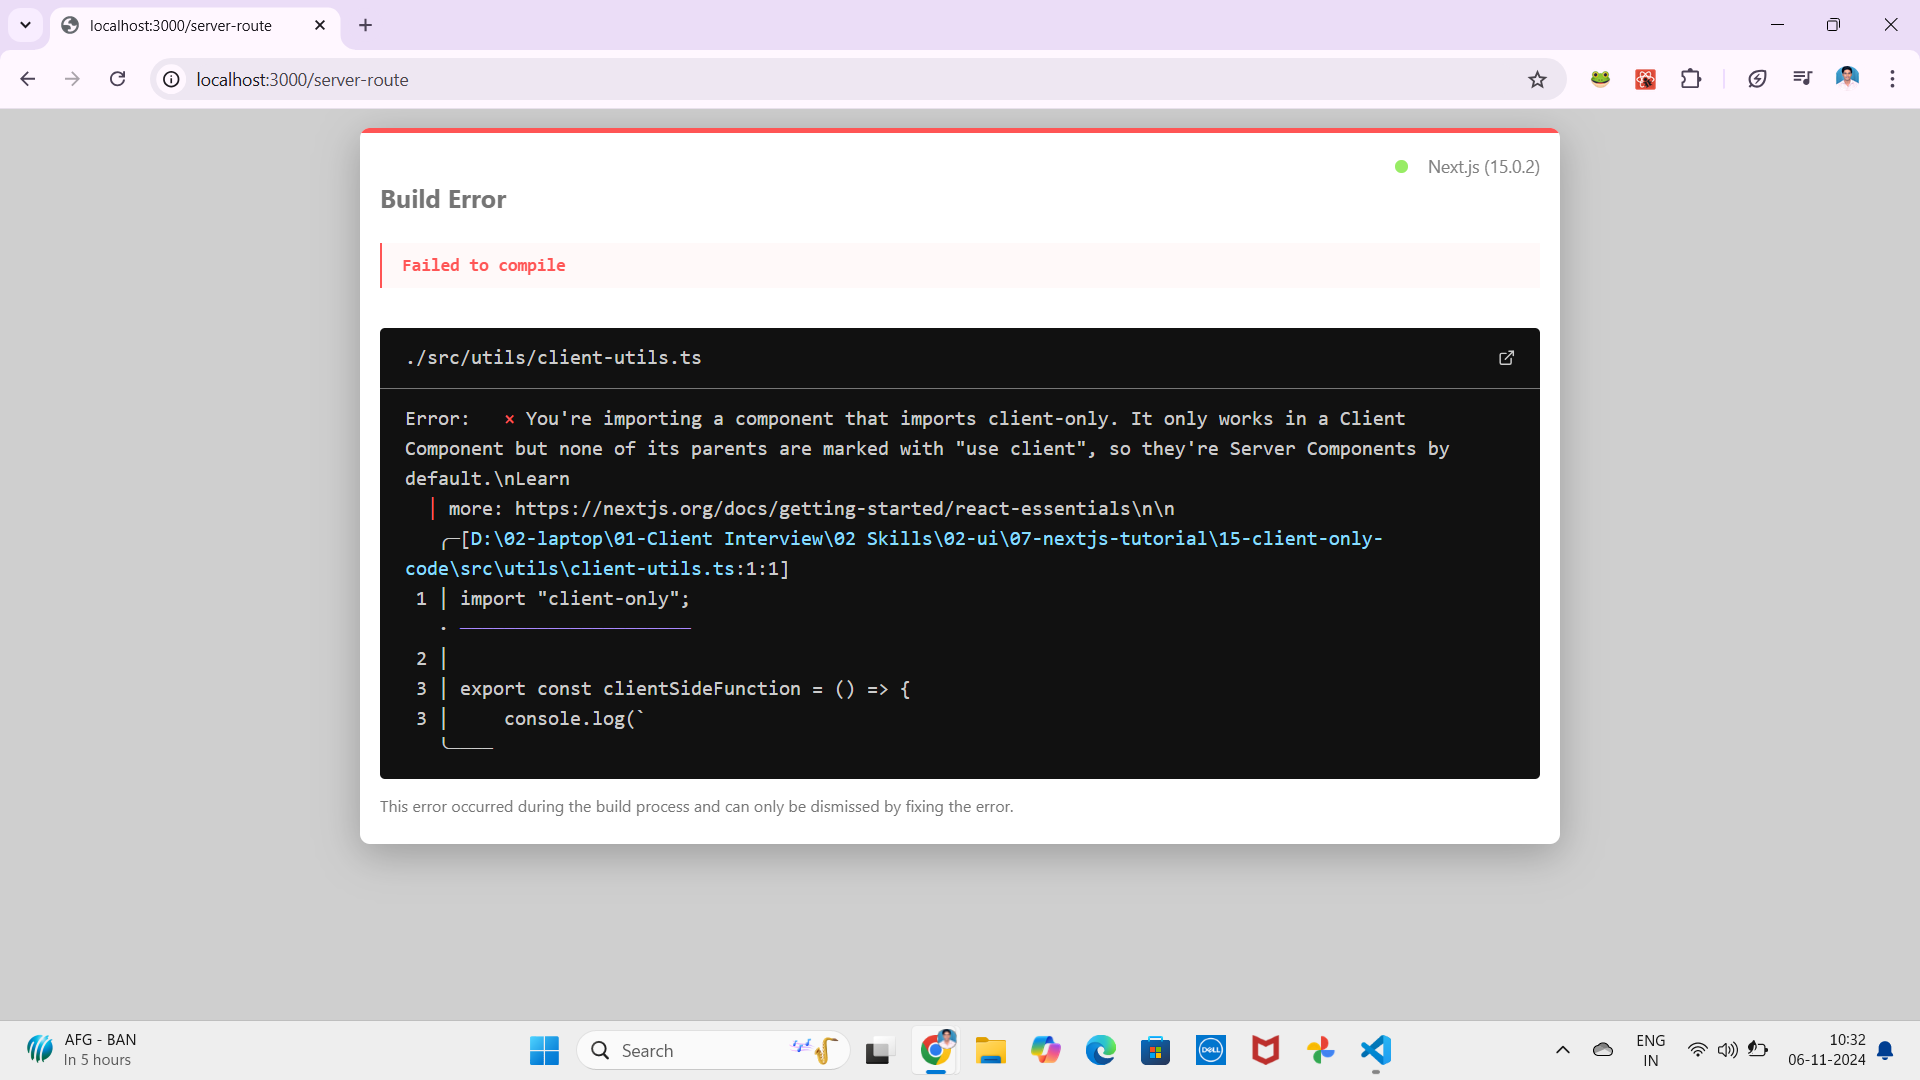 localhost:3000/server-route
localhost:3000/server-route
Next.js (15.0.2)
Build Error
Failed to compile
./src/utils/client-utils.ts
Error:   × You're importing a component that imports client-only. It only works in a Client
Component but none of its parents are marked with "use client", so they're Server Components by
default.\nLearn
│ more: https://nextjs.org/docs/getting-started/react-essentials\n\n
╭─[D:\02-laptop\01-Client Interview\02 Skills\02-ui\07-nextjs-tutorial\15-client-only-
code\src\utils\client-utils.ts:1:1]
1 │ import "client-only";
· ─────────────────────
2 │
3 │ export const clientSideFunction = () => {
3 │     console.log(`
╰────
This error occurred during the build process and can only be dismissed by fixing the error.
AFG - BAN
In 5 hours
Search
DELL
ENG
IN
10:32
06-11-2024